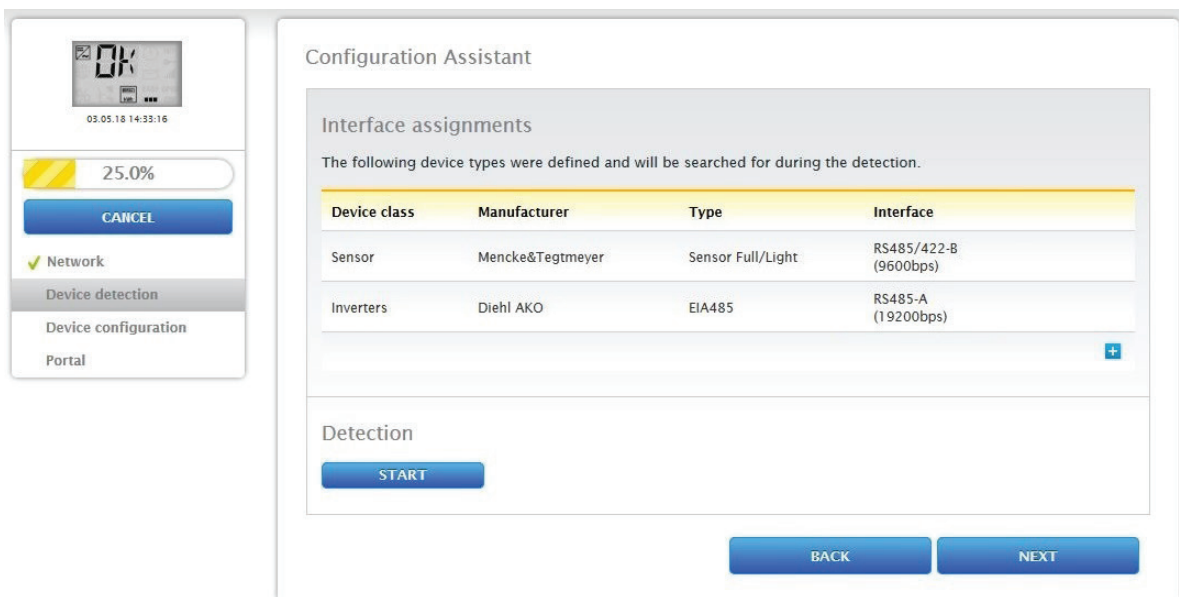 OK
03.05.18 14:33:16
25.0%
CANCEL
Network
Device detection
Device configuration
Portal
Configuration Assistant
Interface assignments
The following device types were defined and will be searched for during the detection.
Device class Manufacturer Type Interface
Sensor Mencke&Tegtmeyer Sensor Full/Light RS485/422-B
(9600bps)
Inverters Diehl AKO EIA485 RS485-A
(19200bps)
Detection
START
BACK NEXT